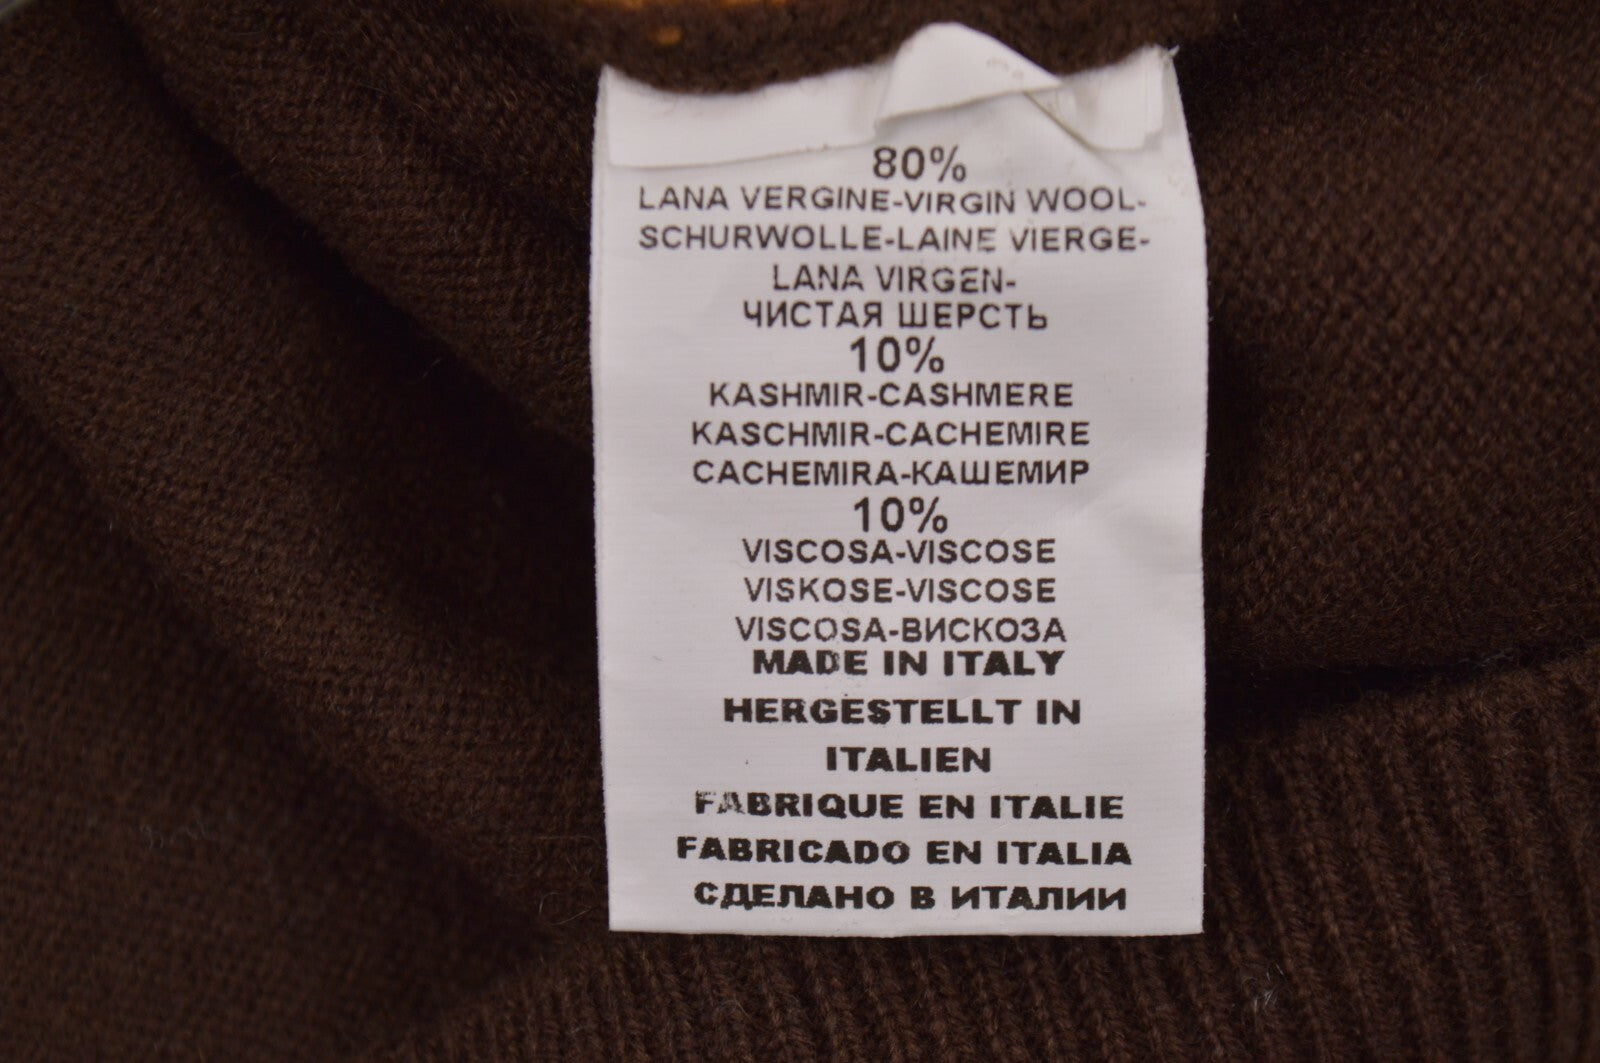 80%
LANA VERGINE-VIRGIN WOOL-
SCHURWOLLE-LAINE VIERGE-
LANA VIRGEN-
ЧИСТАЯ ШЕРСТЬ
10%
KASHMIR-CASHMERE
KASCHMIR-CACHEMIRE
CACHEMIRA-КАШЕМИР
10%
VISCOSA-VISCOSE
VISKOSE-VISCOSE
VISCOSA-ВИСКОЗА
MADE IN ITALY
HERGESTELLT IN
ITALIEN
FABRIQUE EN ITALIE
FABRICADO EN ITALIA
СДЕЛАНО В ИТАЛИИ